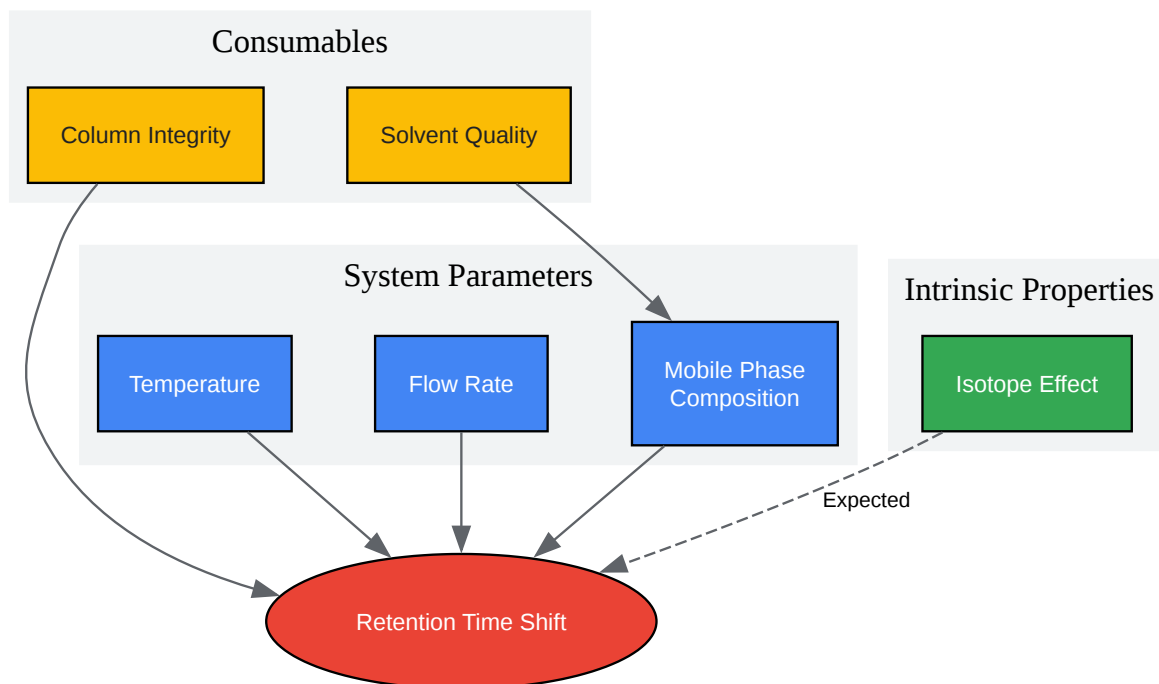 Consumables
Column Integrity
Solvent Quality
System Parameters
Intrinsic Properties
Temperature
Flow Rate
Mobile Phase
Composition
Isotope Effect
Expected
Retention Time Shift